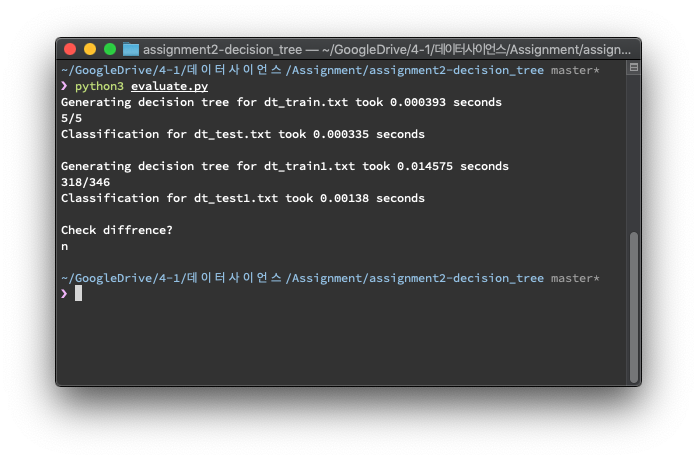 assignment2-decision_tree — ~/GoogleDrive/4-1/데이터사이언스/Assignment/assign...
~/GoogleDrive/4-1/데이터사이언스/Assignment/assignment2-decision_tree master*
❯ python3 evaluate.py
Generating decision tree for dt_train.txt took 0.000393 seconds
5/5
Classification for dt_test.txt took 0.000335 seconds
Generating decision tree for dt_train1.txt took 0.014575 seconds
318/346
Classification for dt_test1.txt took 0.00138 seconds
Check diffrence?
n
~/GoogleDrive/4-1/데이터사이언스/Assignment/assignment2-decision_tree master*
❯